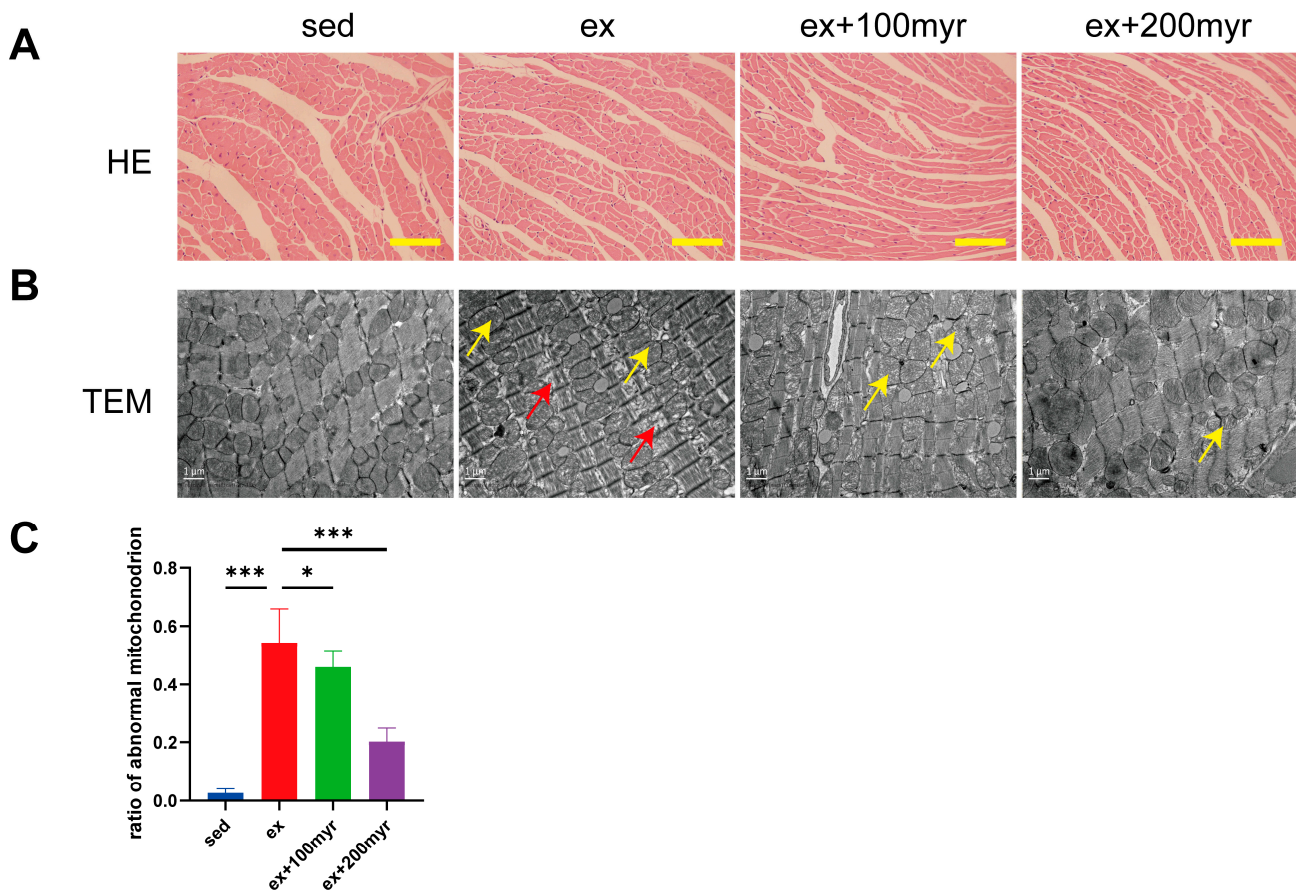 A
sed ex ex+100myr ex+200myr
HE
B
TEM
1 μm 1 μm 1 μm 1 μm
C
ratio of abnormal mitochonodrion
***
*** *
0.8
0.6
0.4
0.2
0.0
sed ex ex+100myr ex+200myr